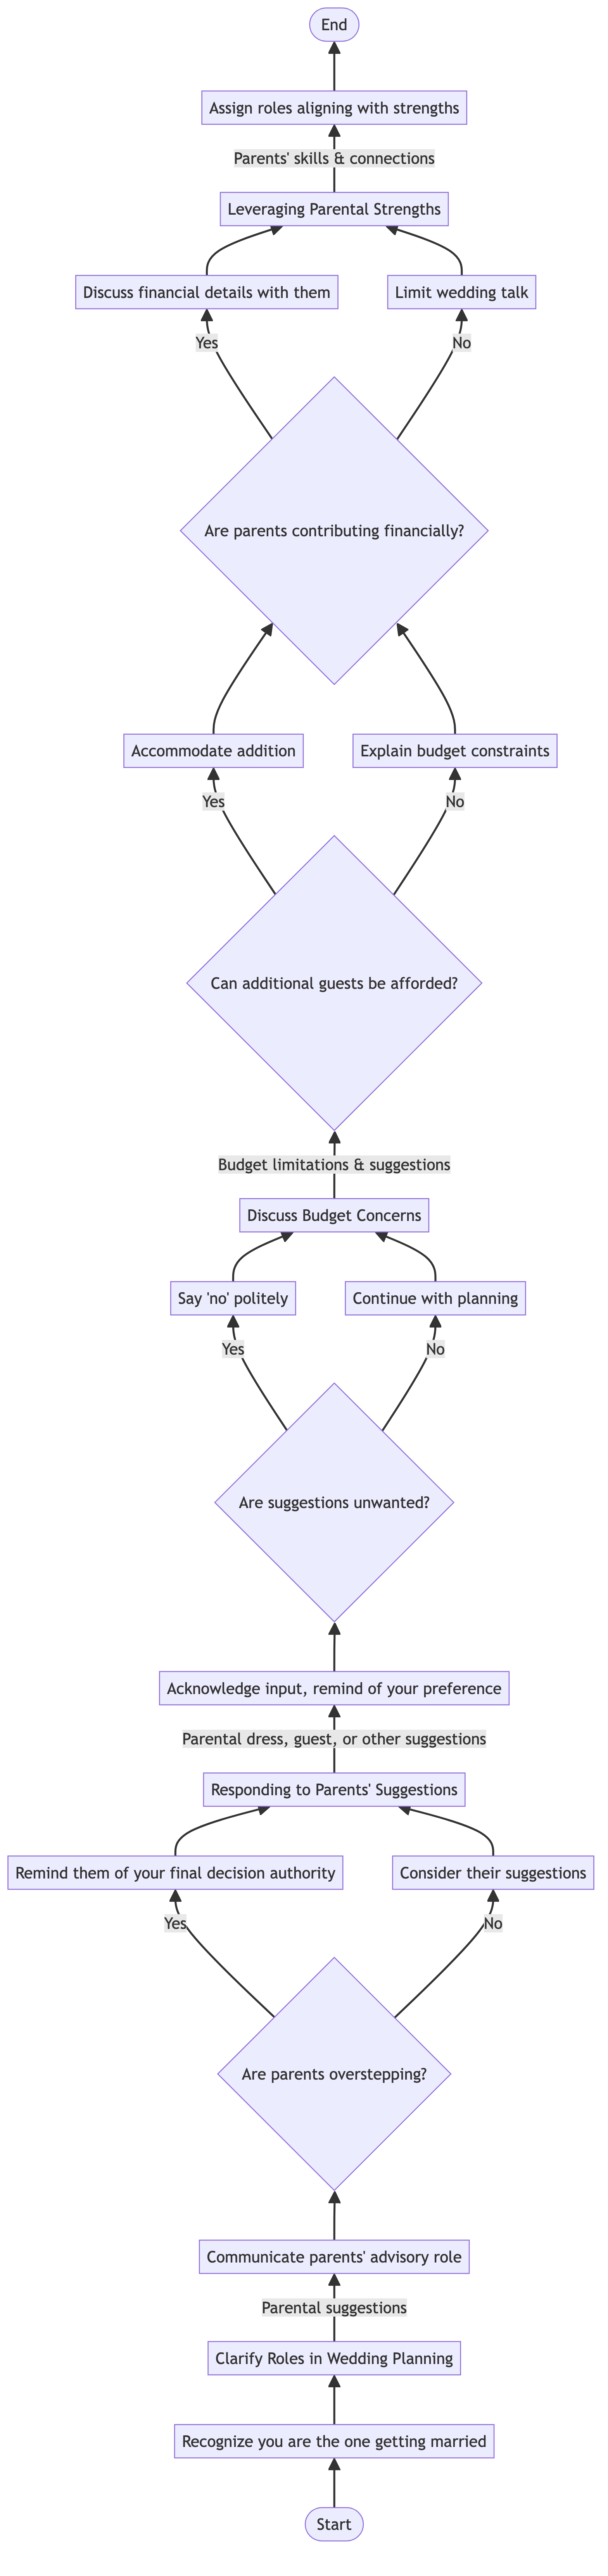 End
Assign roles aligning with strengths
Parents' skills & connections
Leveraging Parental Strengths
Discuss financial details with them
Limit wedding talk
Yes
No
Are parents contributing financially?
Accommodate addition
Explain budget constraints
Yes
No
Can additional guests be afforded?
Budget limitations & suggestions
Discuss Budget Concerns
Say 'no' politely
Continue with planning
Yes
No
Are suggestions unwanted?
Acknowledge input, remind of your preference
Parental dress, guest, or other suggestions
Responding to Parents' Suggestions
Remind them of your final decision authority
Consider their suggestions
Yes
No
Are parents overstepping?
Communicate parents' advisory role
Parental suggestions
Clarify Roles in Wedding Planning
Recognize you are the one getting married
Start